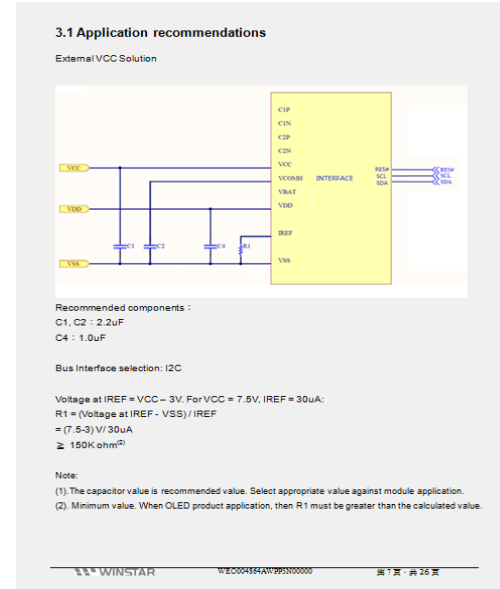 3.1 Application recommendations
External VCC Solution
C1P
C1N
C2P
C2N
VCC
VCC
VCOMH
INTERFACE
RES#
SCL
SDA
RES#
SCL
SDA
VBAT
VDD
VDD
IREF
C1
C2
C4
R1
VSS
VSS
Recommended components：
C1, C2：2.2uF
C4：1.0uF
Bus Interface selection: I2C
Voltage at IREF = VCC – 3V. For VCC = 7.5V, IREF = 30uA:
R1 = (Voltage at IREF - VSS) / IREF
= (7.5-3) V/ 30uA
≧ 150K ohm(2)
Note:
(1).The capacitor value is recommended value. Select appropriate value against module application.
(2). Minimum value. When OLED product application, then R1 must be greater than the calculated value.
WINSTAR WEO004864AWPP3N00000 第 7 頁，共 26 頁